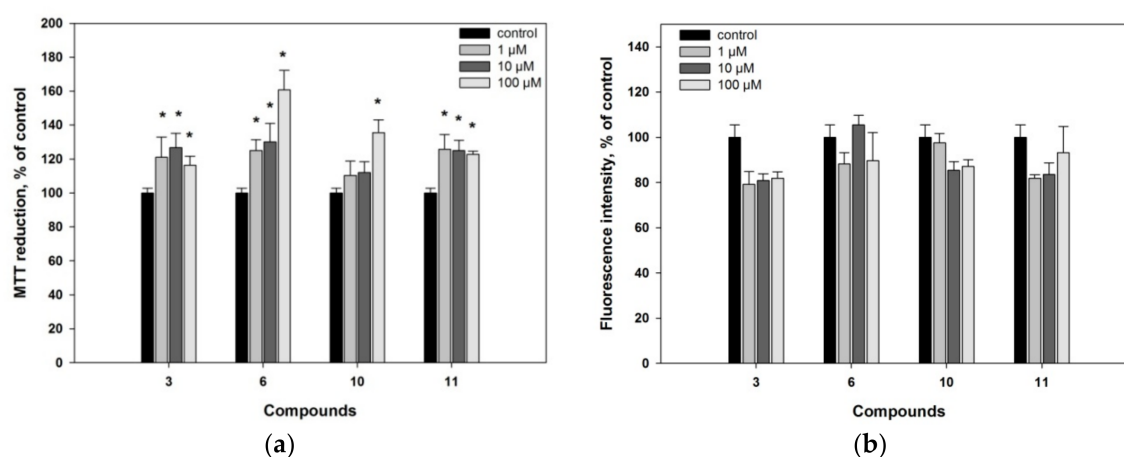 200
180
160
140
120
100
80
60
40
20
0
MTT reduction, % of control
control
1 µM
10 µM
100 µM
*
* *
*
*
* *
*
* * *
3 6 10 11
Compounds
(a)
140
120
100
80
60
40
20
0
Fluorescence intensity, % of control
control
1 µM
10 µM
100 µM
3 6 10 11
Compounds
(b)